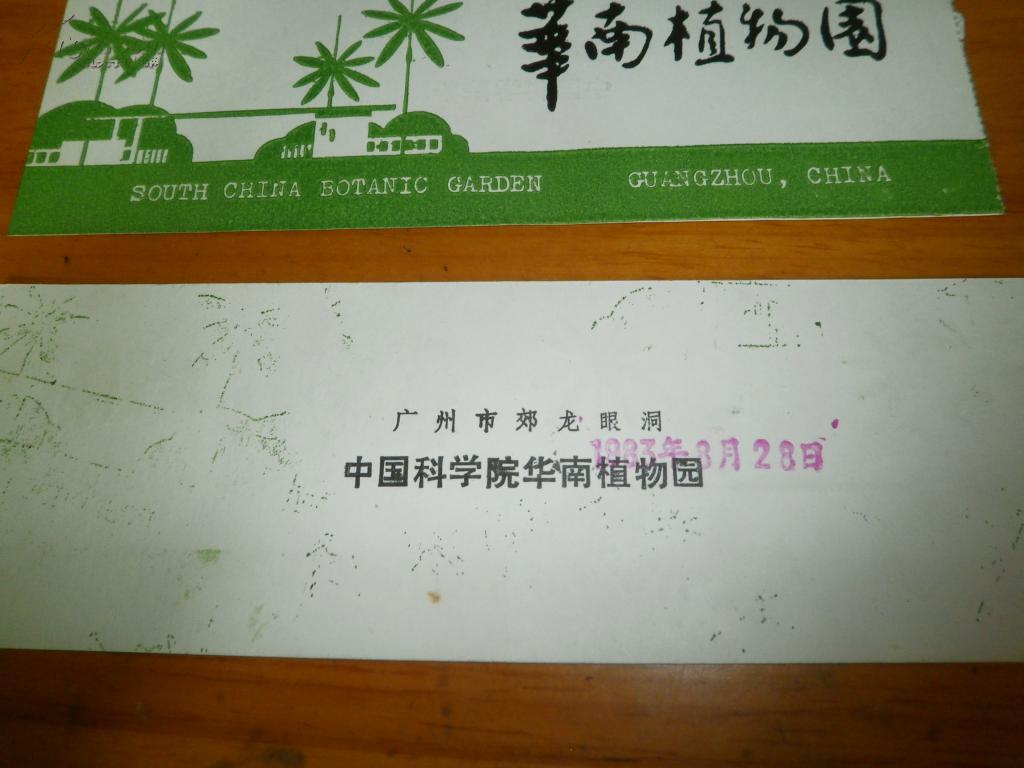 華南植物園
SOUTH CHINA BOTANIC GARDEN GUANGZHOU, CHINA
广州市郊龙眼洞
1983年8月28日
中国科学院华南植物园